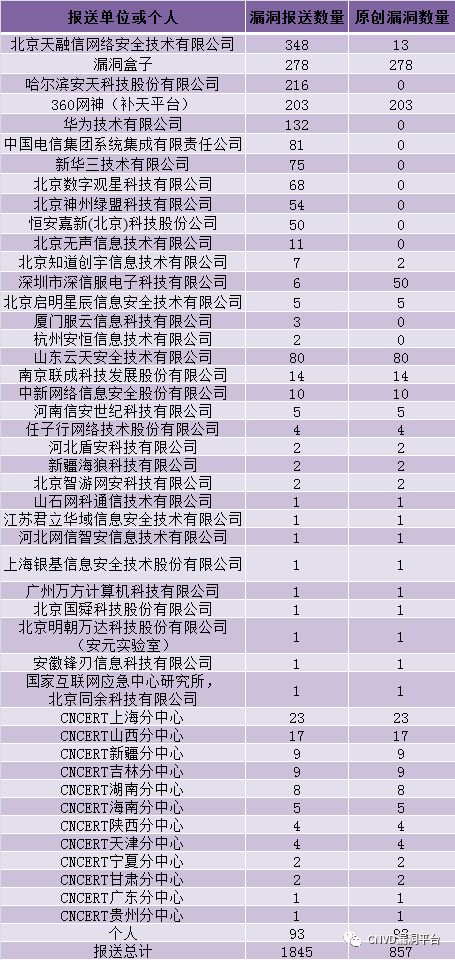 报送单位或个人 漏洞报送数量 原创漏洞数量
北京天融信网络安全技术有限公司 348 13
漏洞盒子 278 278
哈尔滨安天科技股份有限公司 216 0
360网神（补天平台） 203 203
华为技术有限公司 132 0
中国电信集团系统集成有限责任公司 81 0
新华三技术有限公司 75 0
北京数字观星科技有限公司 68 0
北京神州绿盟科技有限公司 54 0
恒安嘉新(北京)科技股份公司 50 0
北京无声信息技术有限公司 11 0
北京知道创宇信息技术有限公司 7 2
深圳市深信服电子科技有限公司 6 50
北京启明星辰信息安全技术有限公司 5 5
厦门服云信息科技有限公司 3 0
杭州安恒信息技术有限公司 2 0
山东云天安全技术有限公司 80 80
南京联成科技发展股份有限公司 14 14
中新网络信息安全股份有限公司 10 10
河南信安世纪科技有限公司 5 5
任子行网络技术股份有限公司 4 4
河北盾安科技有限公司 2 2
新疆海狼科技有限公司 2 2
北京智游网安科技有限公司 2 2
山石网科通信技术有限公司 1 1
江苏君立华域信息安全技术有限公司 1 1
河北网信智安信息技术有限公司 1 1
上海银基信息安全技术股份有限公司 1 1
广州万方计算机科技有限公司 1 1
北京国舜科技股份有限公司 1 1
北京明朝万达科技股份有限公司
（安元实验室） 1 1
安徽锋刃信息科技有限公司 1 1
国家互联网应急中心研究所，
北京同余科技有限公司 1 1
CNCERT上海分中心 23 23
CNCERT山西分中心 17 17
CNCERT新疆分中心 9 9
CNCERT吉林分中心 9 9
CNCERT湖南分中心 8 8
CNCERT海南分中心 5 5
CNCERT陕西分中心 4 4
CNCERT天津分中心 4 4
CNCERT宁夏分中心 2 2
CNCERT甘肃分中心 2 2
CNCERT广东分中心 1 1
CNCERT贵州分中心 1 1
个人 93 93
CNVD漏洞平台
报送总计 1845 857